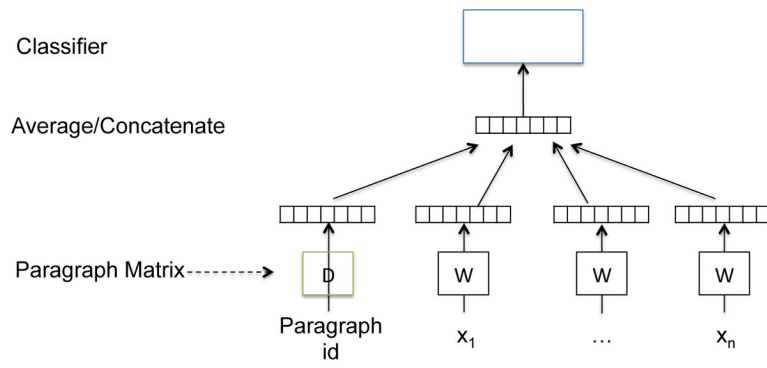 Classifier
Average/Concatenate
Paragraph Matrix
D
W
W
W
Paragraph
id
x₁
...
xₙ